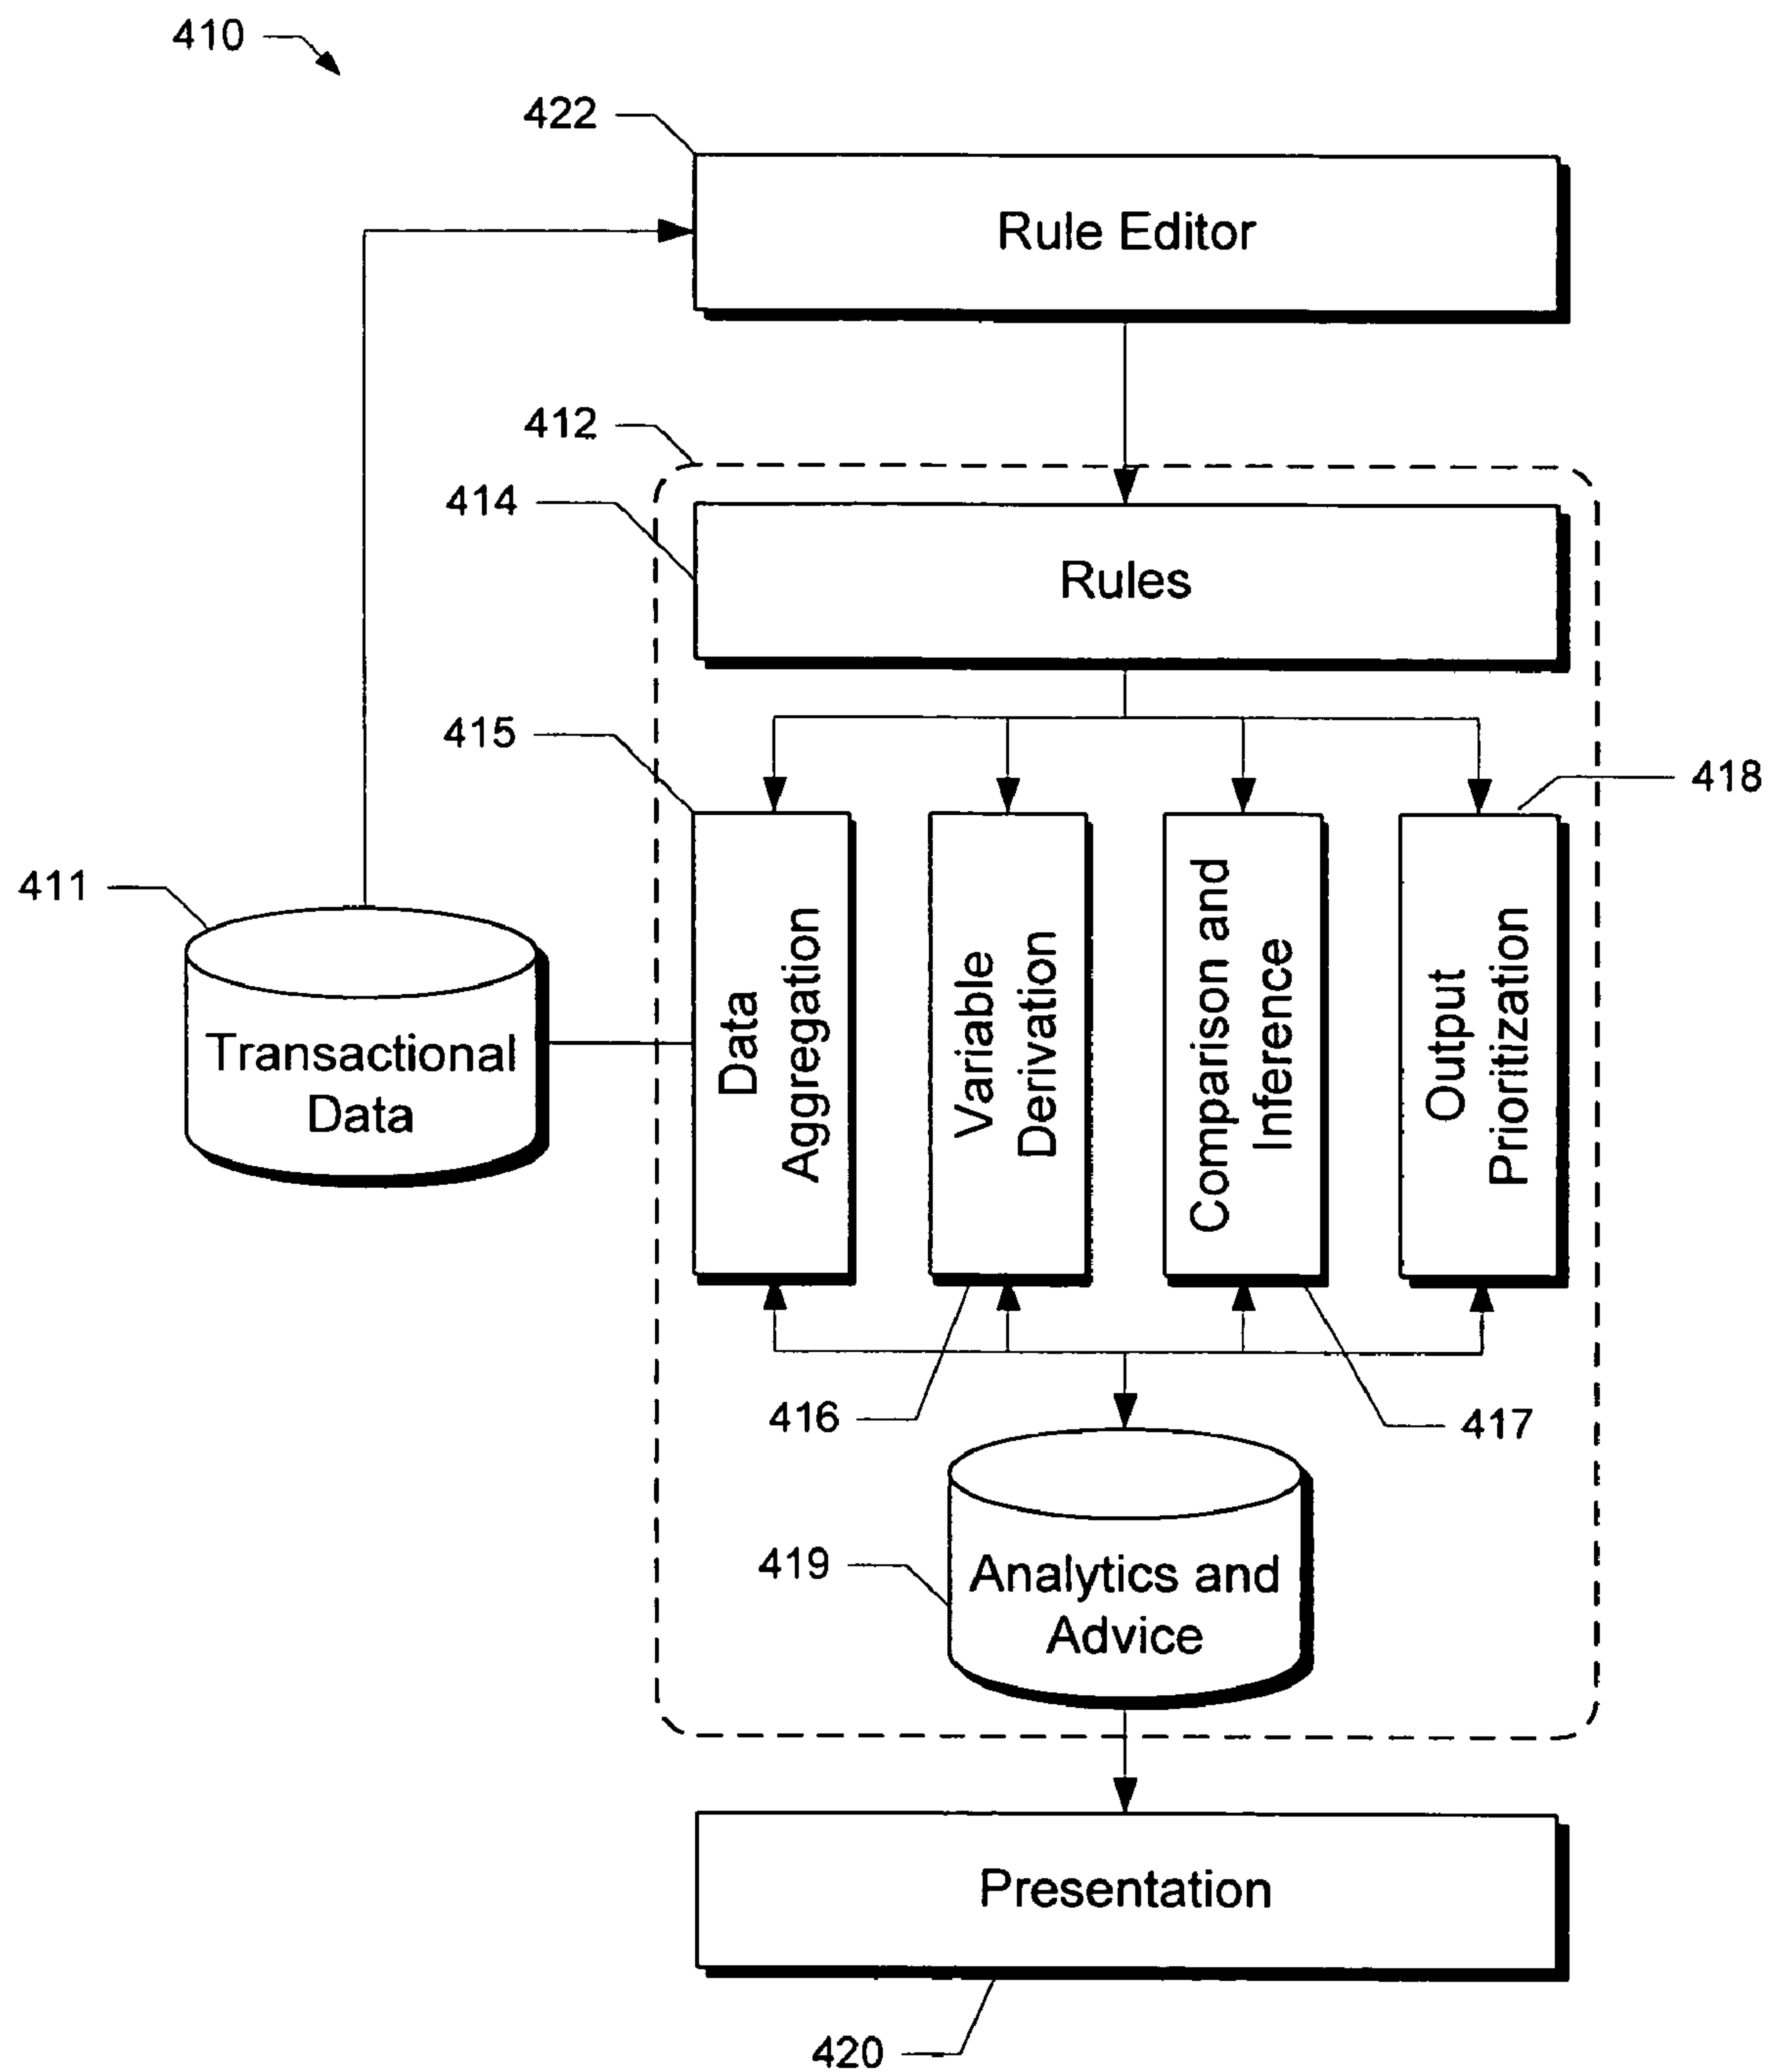 410
422
Rule Editor
412
414
Rules
415
418
411
Transactional
Data
Data
Aggregation
Variable
Derivation
Comparison and
Inference
Output
Prioritization
416
417
419
Analytics and
Advice
Presentation
420